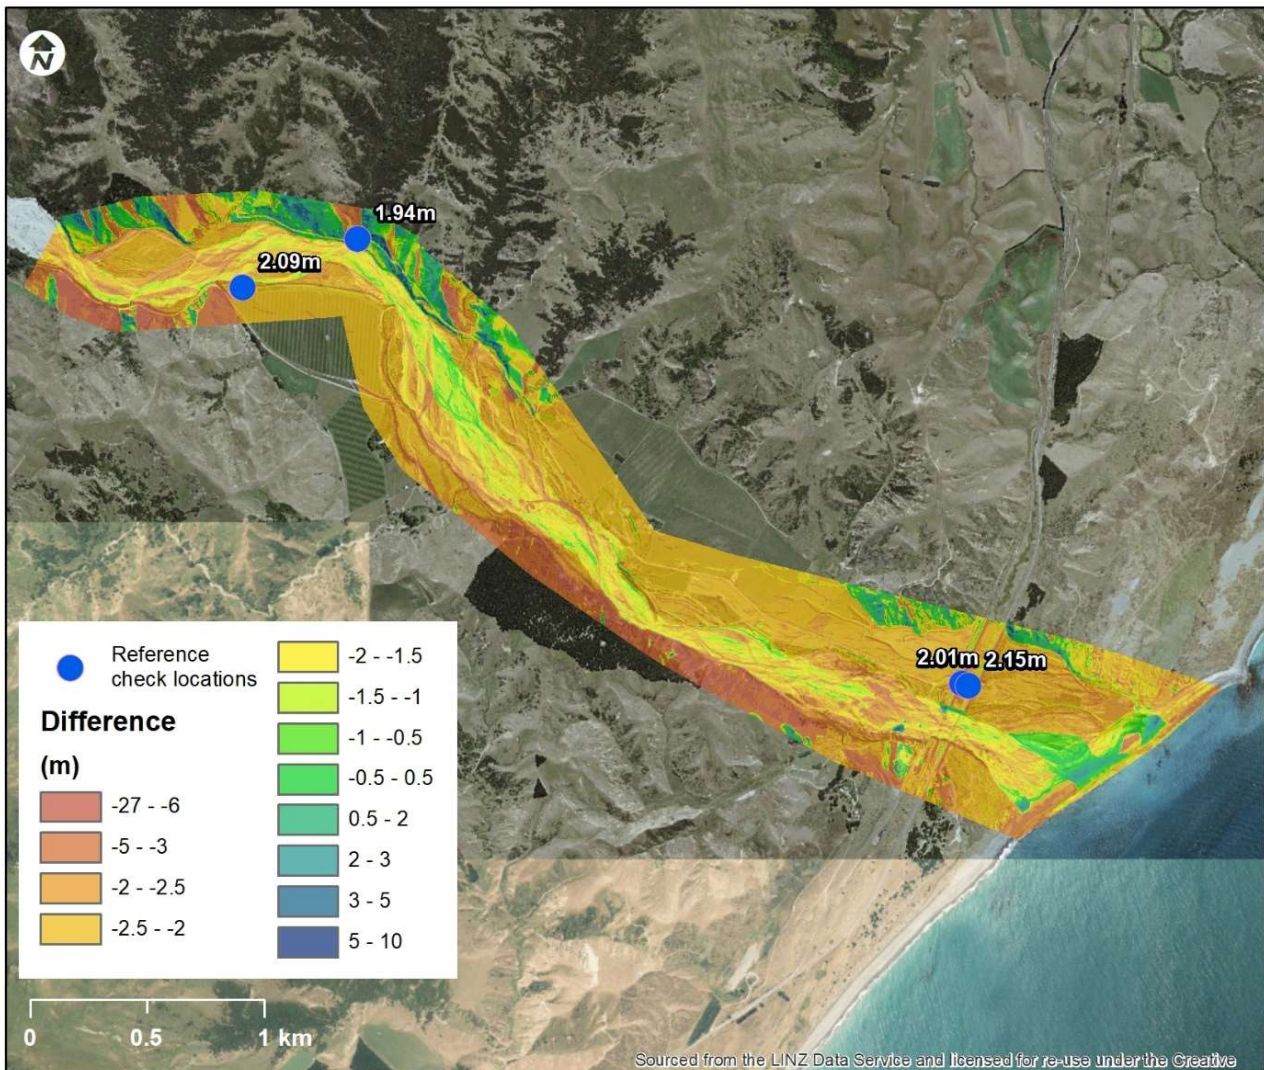 N
1.94m
2.09m
2.01m 2.15m
Reference
check locations
Difference
(m)
-27 - -6
-5 - -3
-2 - -2.5
-2.5 - -2
-2 - -1.5
-1.5 - -1
-1 - -0.5
-0.5 - 0.5
0.5 - 2
2 - 3
3 - 5
5 - 10
0 0.5 1 km
Sourced from the LINZ Data Service and licensed for re-use under the Creative